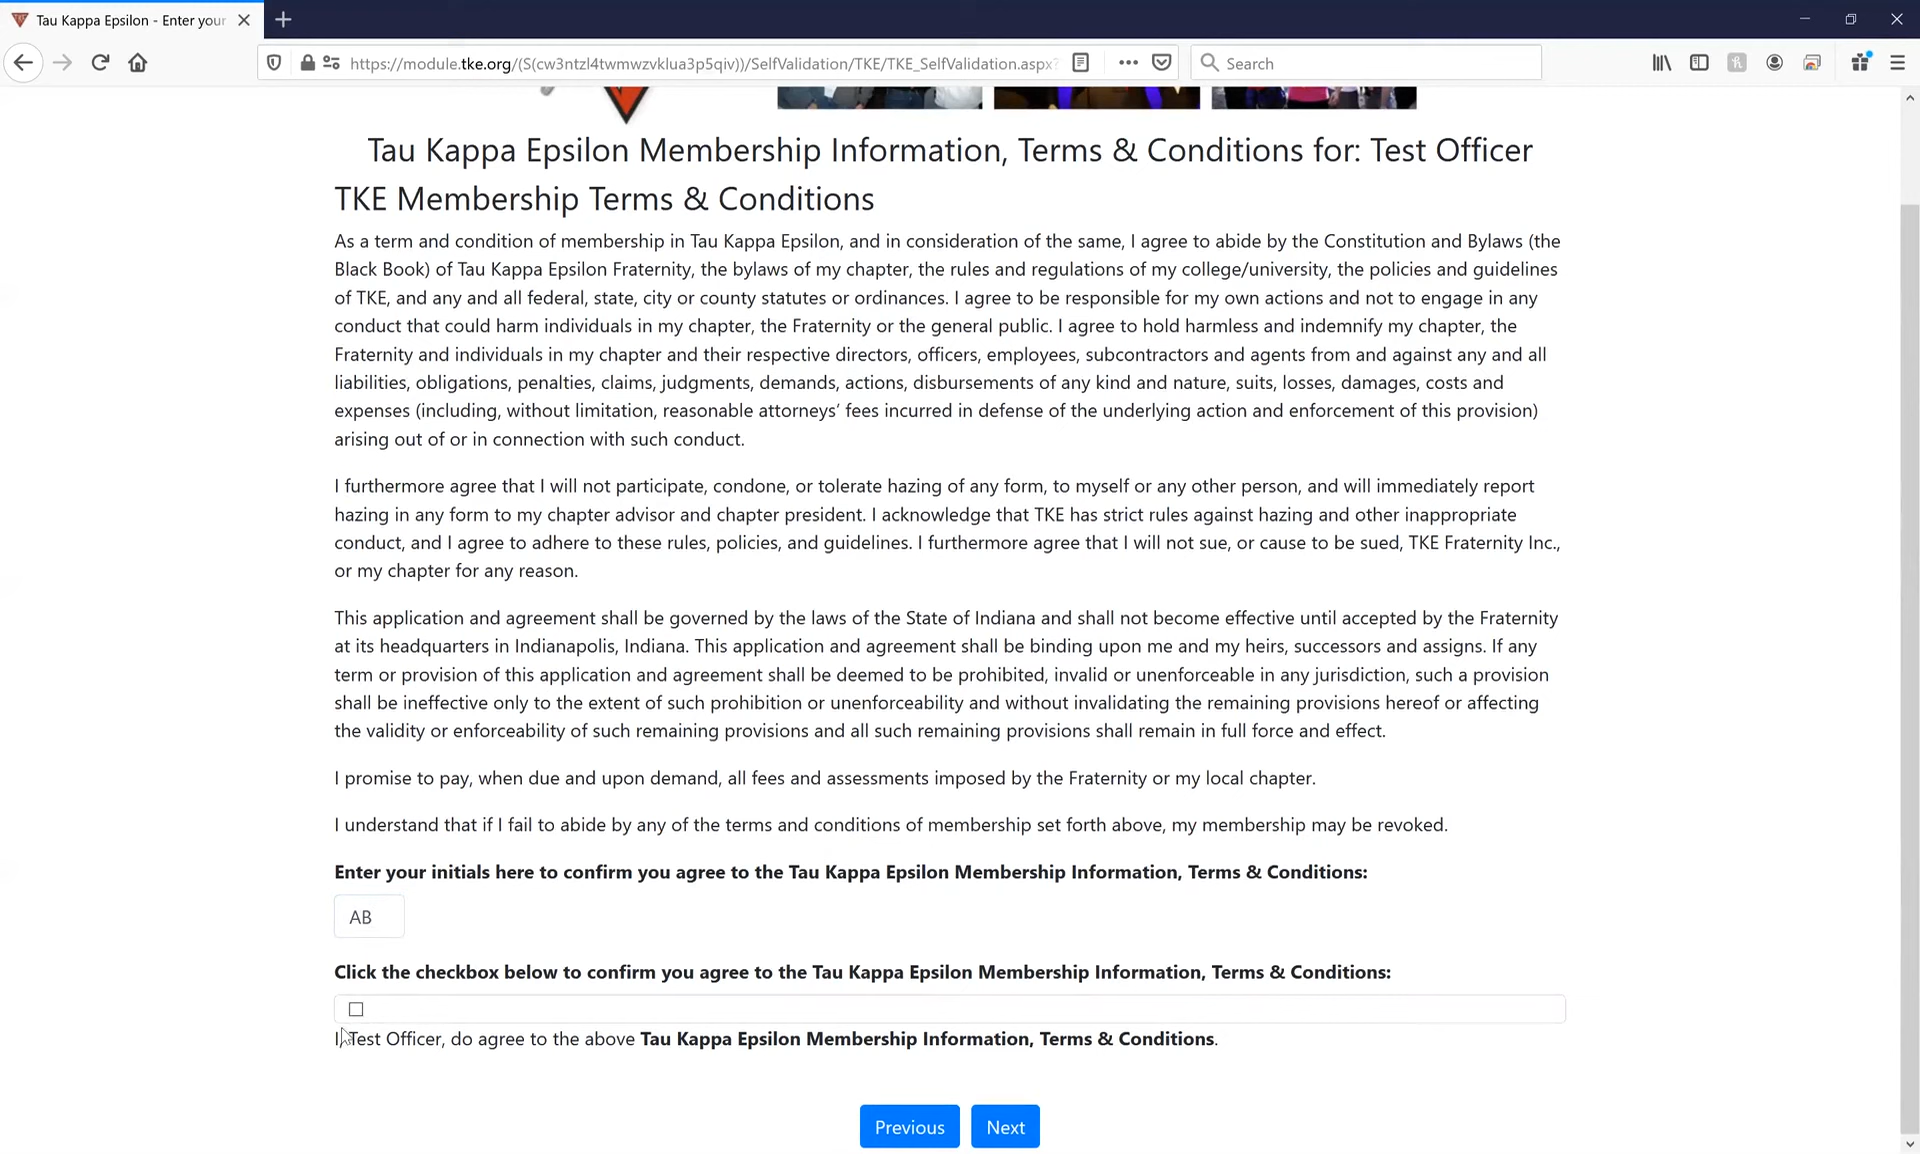 Tau Kappa Epsilon - Enter your
https://module.tke.org/(S(cw3ntzl4twmwzvklua3p5qiv))/SelfValidation/TKE/TKE_SelfValidation.aspx?
Search
Tau Kappa Epsilon Membership Information, Terms & Conditions for: Test Officer
TKE Membership Terms & Conditions
As a term and condition of membership in Tau Kappa Epsilon, and in consideration of the same, I agree to abide by the Constitution and Bylaws (the
Black Book) of Tau Kappa Epsilon Fraternity, the bylaws of my chapter, the rules and regulations of my college/university, the policies and guidelines
of TKE, and any and all federal, state, city or county statutes or ordinances. I agree to be responsible for my own actions and not to engage in any
conduct that could harm individuals in my chapter, the Fraternity or the general public. I agree to hold harmless and indemnify my chapter, the
Fraternity and individuals in my chapter and their respective directors, officers, employees, subcontractors and agents from and against any and all
liabilities, obligations, penalties, claims, judgments, demands, actions, disbursements of any kind and nature, suits, losses, damages, costs and
expenses (including, without limitation, reasonable attorneys’ fees incurred in defense of the underlying action and enforcement of this provision)
arising out of or in connection with such conduct.
I furthermore agree that I will not participate, condone, or tolerate hazing of any form, to myself or any other person, and will immediately report
hazing in any form to my chapter advisor and chapter president. I acknowledge that TKE has strict rules against hazing and other inappropriate
conduct, and I agree to adhere to these rules, policies, and guidelines. I furthermore agree that I will not sue, or cause to be sued, TKE Fraternity Inc.,
or my chapter for any reason.
This application and agreement shall be governed by the laws of the State of Indiana and shall not become effective until accepted by the Fraternity
at its headquarters in Indianapolis, Indiana. This application and agreement shall be binding upon me and my heirs, successors and assigns. If any
term or provision of this application and agreement shall be deemed to be prohibited, invalid or unenforceable in any jurisdiction, such a provision
shall be ineffective only to the extent of such prohibition or unenforceability and without invalidating the remaining provisions hereof or affecting
the validity or enforceability of such remaining provisions and all such remaining provisions shall remain in full force and effect.
I promise to pay, when due and upon demand, all fees and assessments imposed by the Fraternity or my local chapter.
I understand that if I fail to abide by any of the terms and conditions of membership set forth above, my membership may be revoked.
Enter your initials here to confirm you agree to the Tau Kappa Epsilon Membership Information, Terms & Conditions:
AB
Click the checkbox below to confirm you agree to the Tau Kappa Epsilon Membership Information, Terms & Conditions:
I, Test Officer, do agree to the above Tau Kappa Epsilon Membership Information, Terms & Conditions.
Previous
Next